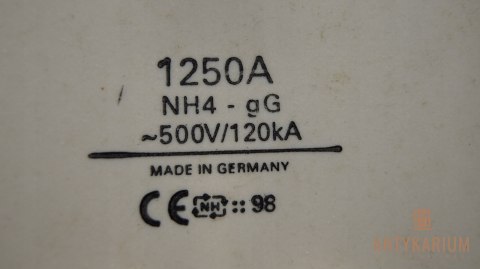 1250A
NH4 - gG
~500V/120kA
MADE IN GERMANY
CE NH :: 98
ANTYKARIUM